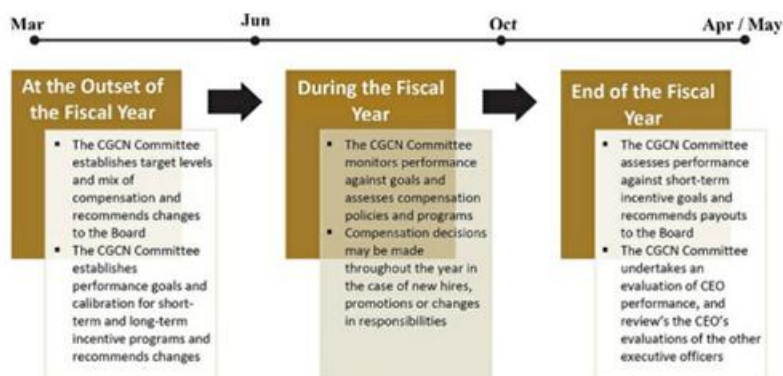 Mar
Jun
Oct
Apr / May
At the Outset of
the Fiscal Year
▪ The CGCN Committee
establishes target levels
and mix of
compensation and
recommends changes
to the Board
▪ The CGCN Committee
establishes
performance goals and
calibration for short-
term and long-term
incentive programs and
recommends changes
During the Fiscal
Year
▪ The CGCN Committee
monitors performance
against goals and
assesses compensation
policies and programs
▪ Compensation decisions
may be made
throughout the year in
the case of new hires,
promotions or changes
in responsibilities
End of the Fiscal
Year
▪ The CGCN Committee
assesses performance
against short-term
incentive goals and
recommends payouts
to the Board
▪ The CGCN Committee
undertakes an
evaluation of CEO
performance, and
review's the CEO's
evaluations of the other
executive officers